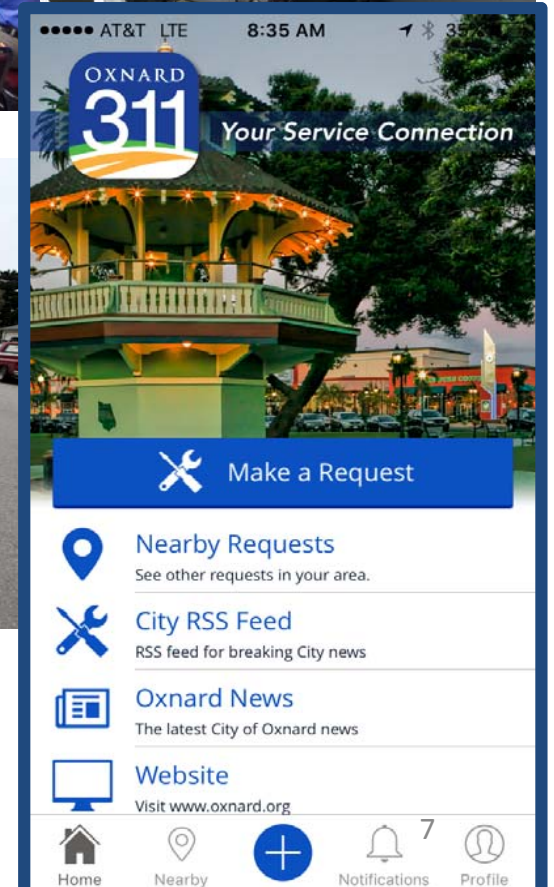 AT&T LTE 8:35 AM
OXNARD
311
Your Service Connection
Make a Request
Nearby Requests
See other requests in your area.
City RSS Feed
RSS feed for breaking City news
Oxnard News
The latest City of Oxnard news
Website
Visit www.oxnard.org
7
Home Nearby Notifications Profile